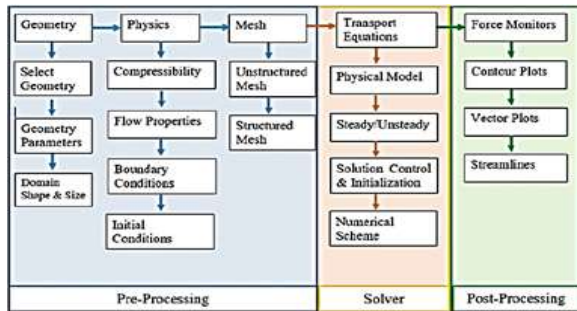 Geometry
Physics
Mesh
Transport
Equations
Force Monitors
Select
Geometry
Compressibility
Unstructured
Mesh
Physical Model
Contour Plots
Geometry
Parameters
Flow Properties
Structured
Mesh
Steady/Unsteady
Vector Plots
Domain
Shape & Size
Boundary
Conditions
Solution Control
& Initialization
Streamlines
Initial
Conditions
Numerical
Scheme
Pre-Processing
Solver
Post-Processing